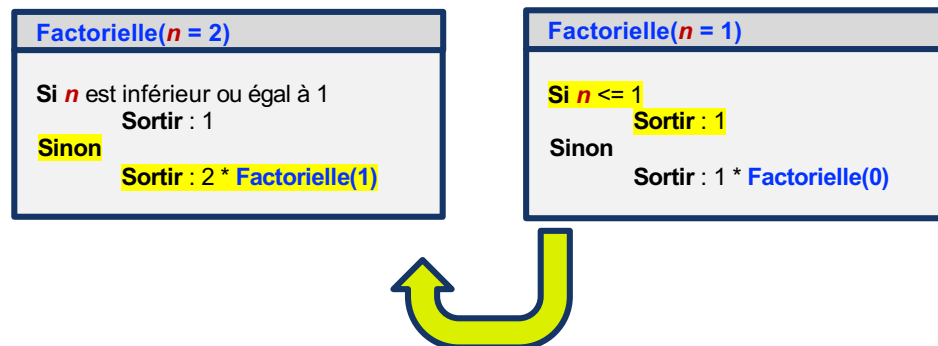 Factorielle(n = 2)
Si n est inférieur ou égal à 1
Sortir : 1
Sinon
Sortir : 2 * Factorielle(1)
Factorielle(n = 1)
Si n <= 1
Sortir : 1
Sinon
Sortir : 1 * Factorielle(0)